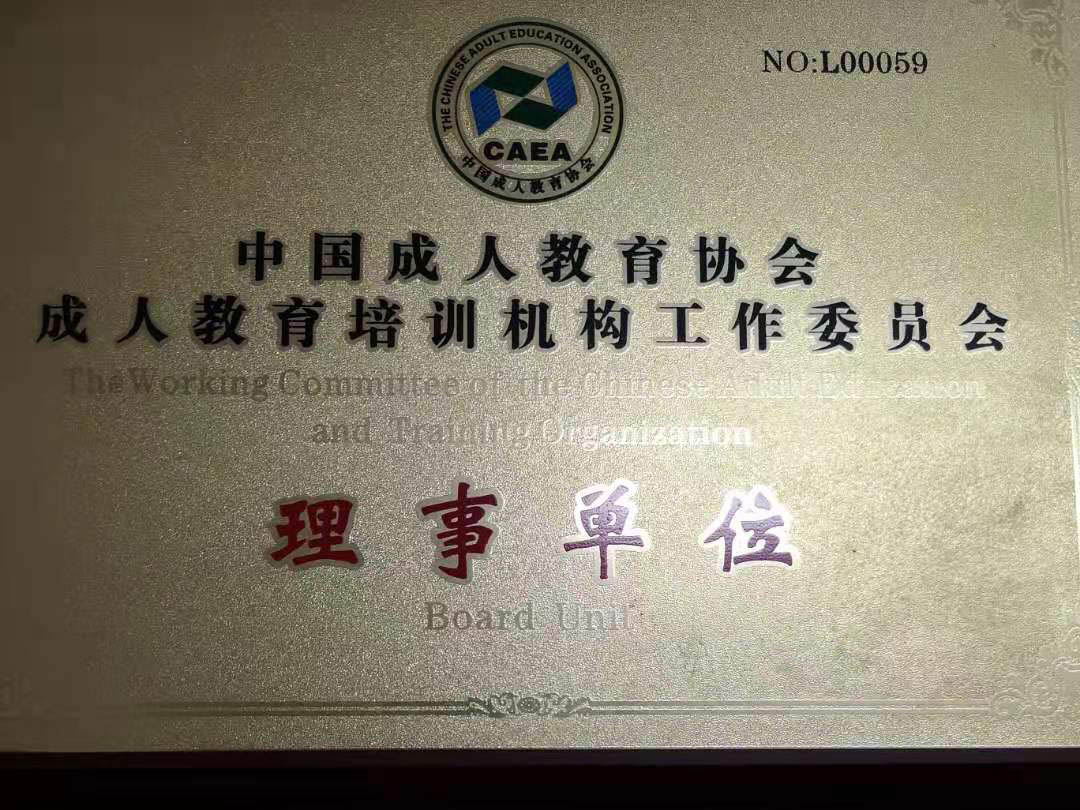 THE CHINESE ADULT EDUCATION ASSOCIATION
CAEA
中国成人教育协会
NO:L00059
中国成人教育协会
成人教育培训机构工作委员会
The Working Committee of the Chinese Adult Education
and Training Organization
理事单位
Board Unit